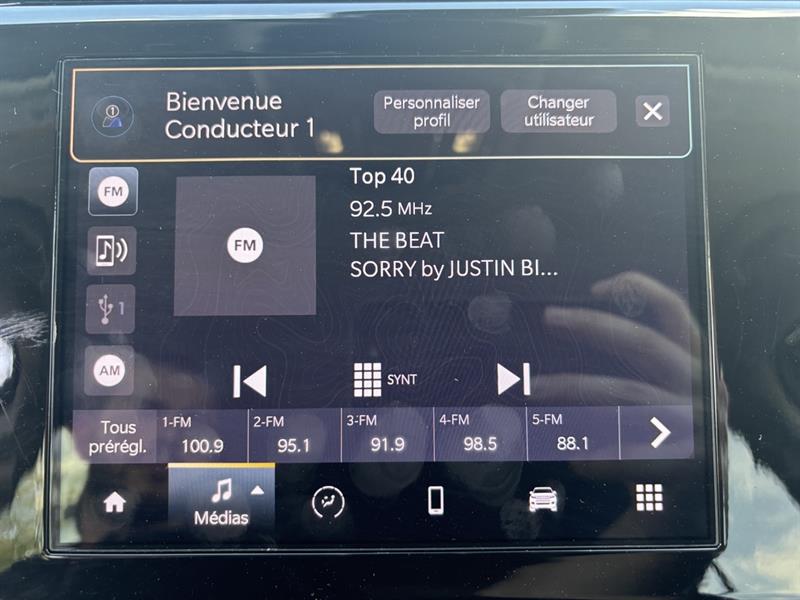 Bienvenue
Conducteur 1
Personnaliser
profil
Changer
utilisateur
1
FM
FM
1
AM
Top 40
92.5 MHz
THE BEAT
SORRY by JUSTIN BI...
SYNT
Tous
prérégl.
1-FM
100.9
2-FM
95.1
3-FM
91.9
4-FM
98.5
5-FM
88.1
Médias